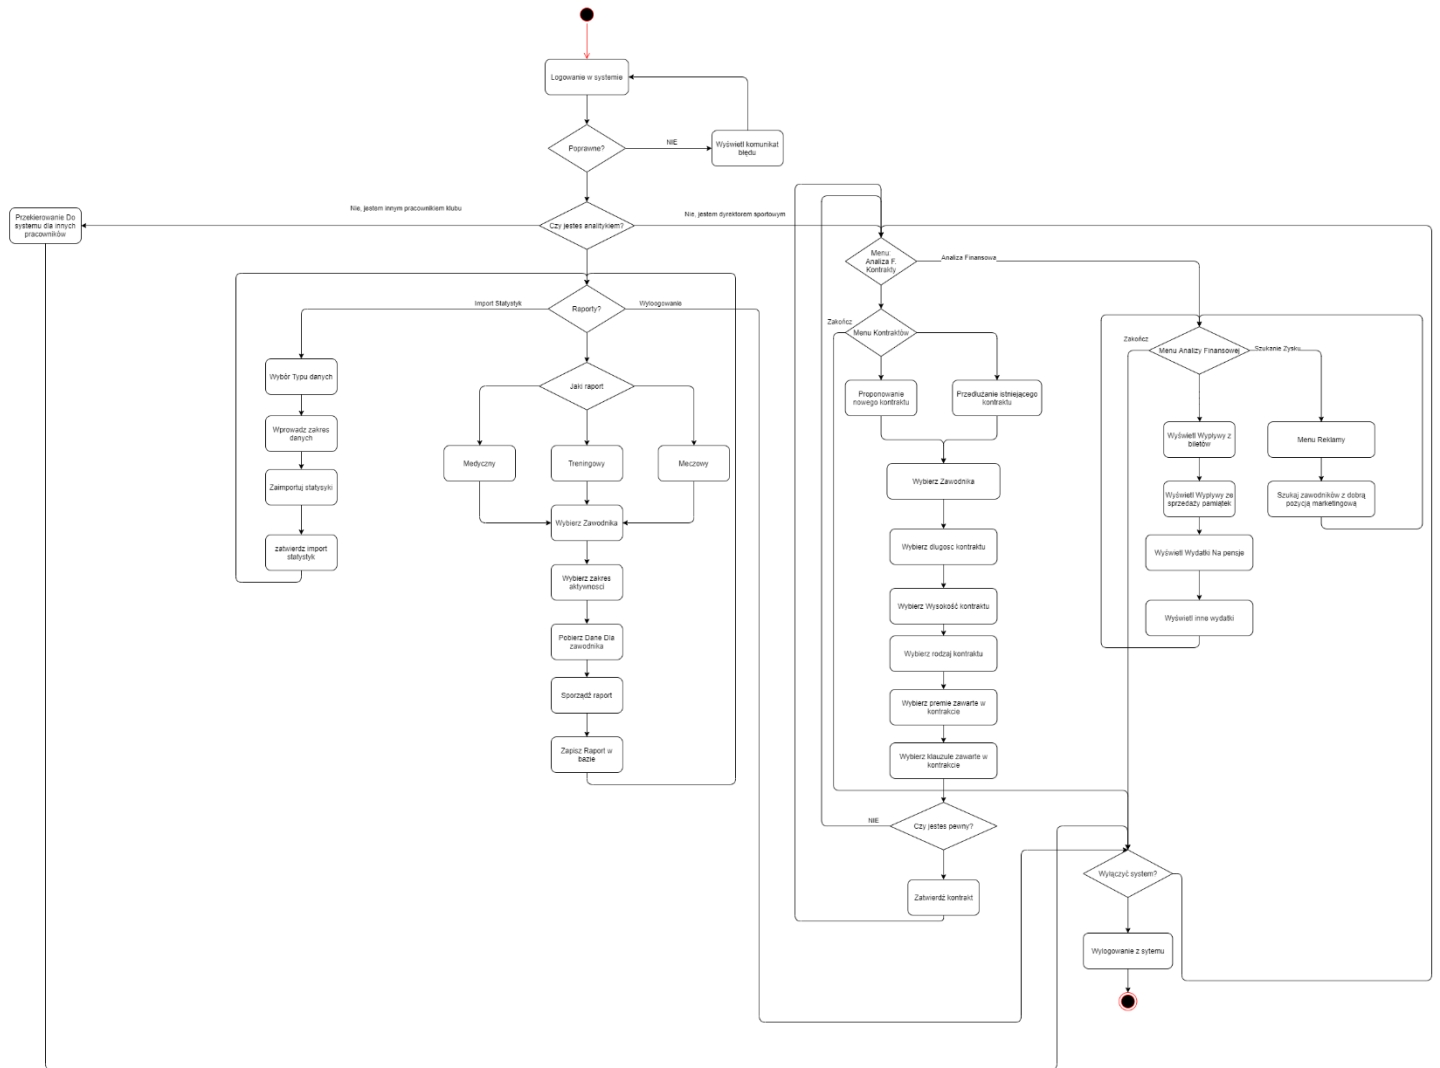 Logowanie w systemie
Poprawne?
NIE
Wyświetl komunikat
błędu
Przekierowanie Do
systemu dla innych
pracowników
Nie, jestem innym pracownikiem klubu
Czy jestes analitykiem?
Nie, jestem dyrektorem sportowym
Menu:
Analiza F.
Kontrakty
Analiza Finansowa
Import Statystyk
Raporty?
Wyloogowanie
Zakończ
Menu Kontraktów
Zakończ
Menu Analizy Finansowej
Szukanie Zysku
Wybór Typu danych
Jaki raport
Proponowanie
nowego kontraktu
Przedłużanie istniejącego
kontraktu
Wprowadz zakres
danych
Wyświetl Wypływy z
biletów
Menu Reklamy
Medyczny
Treningowy
Meczowy
Wybierz Zawodnika
Zaimportuj statysyki
Wyświetl Wypływy ze
sprzedaży pamiątek
Szukaj zawodników z dobrą
pozycją marketingową
Wybierz Zawodnika
zatwierdz import
statystyk
Wybierz dlugosc kontraktu
Wyświetl Wydatki Na pensje
Wybierz zakres
aktywnosci
Wybierz Wysokość kontraktu
Wyświetl inne wydatki
Pobierz Dane Dla
zawodnika
Wybierz rodzaj kontraktu
Sporządź raport
Wybierz premie zawarte w
kontrakcie
Zapisz Raport w
bazie
Wybierz klauzule zawarte w
kontrakcie
NIE
Czy jestes pewny?
Wyłączyć system?
Zatwierdź kontrakt
Wylogowanie z sytemu